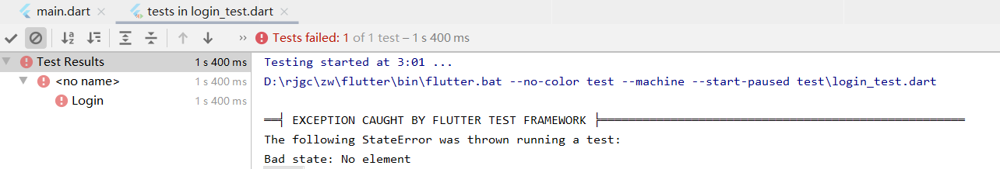 main.dart
tests in login_test.dart
Tests failed: 1 of 1 test – 1 s 400 ms
Test Results 1 s 400 ms
<no name> 1 s 400 ms
Login 1 s 400 ms
Testing started at 3:01 ...
D:\rjgc\zw\flutter\bin\flutter.bat --no-color test --machine --start-paused test\login_test.dart
══╡ EXCEPTION CAUGHT BY FLUTTER TEST FRAMEWORK ╞════════════════════════════════════════════════════
The following StateError was thrown running a test:
Bad state: No element